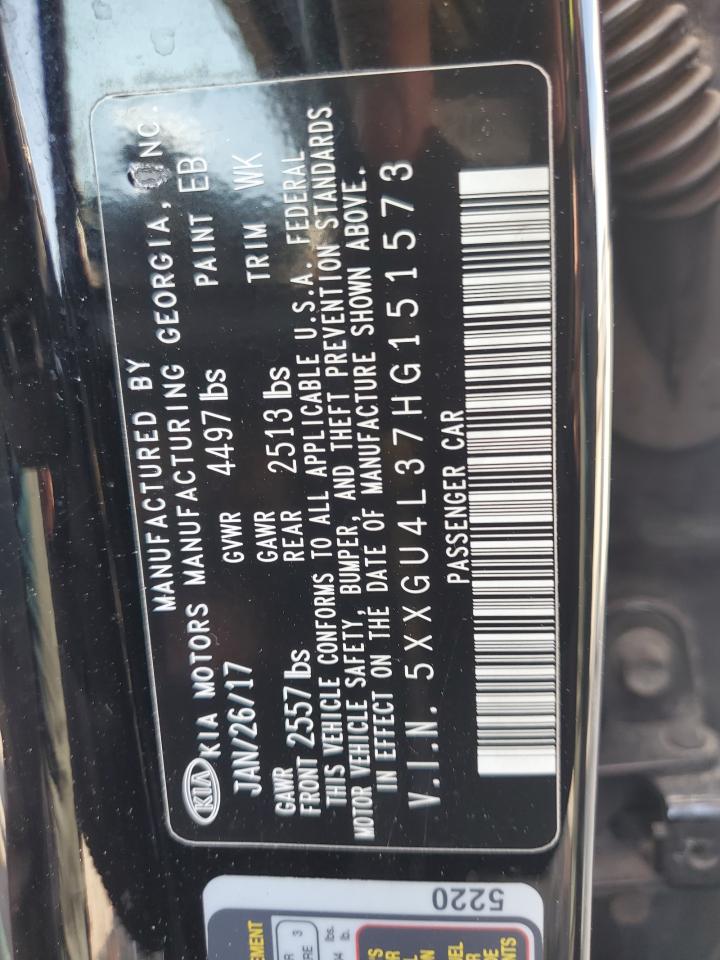 MANUFACTURED BY
KIA KIA MOTORS MANUFACTURING GEORGIA, INC.
JAN/26/17 GVWR 4497 lbs PAINT EB
GAWR FRONT 2557 lbs GAWR REAR 2513 lbs TRIM WK
THIS VEHICLE CONFORMS TO ALL APPLICABLE U.S.A. FEDERAL
MOTOR VEHICLE SAFETY, BUMPER, AND THEFT PREVENTION STANDARDS
IN EFFECT ON THE DATE OF MANUFACTURE SHOWN ABOVE.
V.I.N. 5XXGU4L37HG151573
PASSENGER CAR
5220